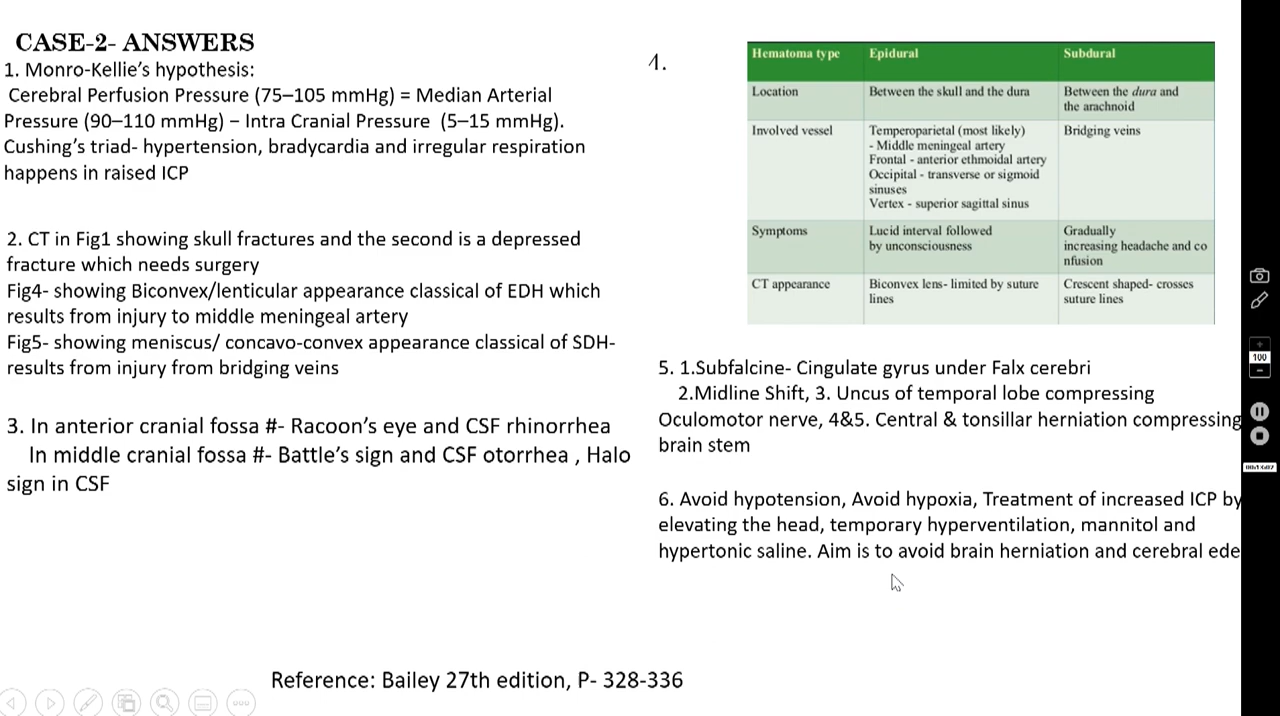 CASE-2- ANSWERS
1. Monro-Kellie's hypothesis:
Cerebral Perfusion Pressure (75–105 mmHg) = Median Arterial
Pressure (90–110 mmHg) − Intra Cranial Pressure (5–15 mmHg).
Cushing's triad- hypertension, bradycardia and irregular respiration
happens in raised ICP
2. CT in Fig1 showing skull fractures and the second is a depressed
fracture which needs surgery
Fig4- showing Biconvex/lenticular appearance classical of EDH which
results from injury to middle meningeal artery
Fig5- showing meniscus/ concavo-convex appearance classical of SDH-
results from injury from bridging veins
3. In anterior cranial fossa #- Racoon's eye and CSF rhinorrhea
In middle cranial fossa #- Battle's sign and CSF otorrhea , Halo
sign in CSF
4.
Hematoma type Epidural Subdural
Location Between the skull and the dura Between the dura and
the arachnoid
Involved vessel Temperoparietal (most likely) Bridging veins
- Middle meningeal artery
Frontal - anterior ethmoidal artery
Occipital - transverse or sigmoid
sinuses
Vertex - superior sagittal sinus
Symptoms Lucid interval followed Gradually
by unconsciousness increasing headache and co
nfusion
CT appearance Biconvex lens- limited by suture Crescent shaped- crosses
lines suture lines
5. 1.Subfalcine- Cingulate gyrus under Falx cerebri
2.Midline Shift, 3. Uncus of temporal lobe compressing
Oculomotor nerve, 4&5. Central & tonsillar herniation compressing
brain stem
6. Avoid hypotension, Avoid hypoxia, Treatment of increased ICP by
elevating the head, temporary hyperventilation, mannitol and
hypertonic saline. Aim is to avoid brain herniation and cerebral ede
Reference: Bailey 27th edition, P- 328-336
100